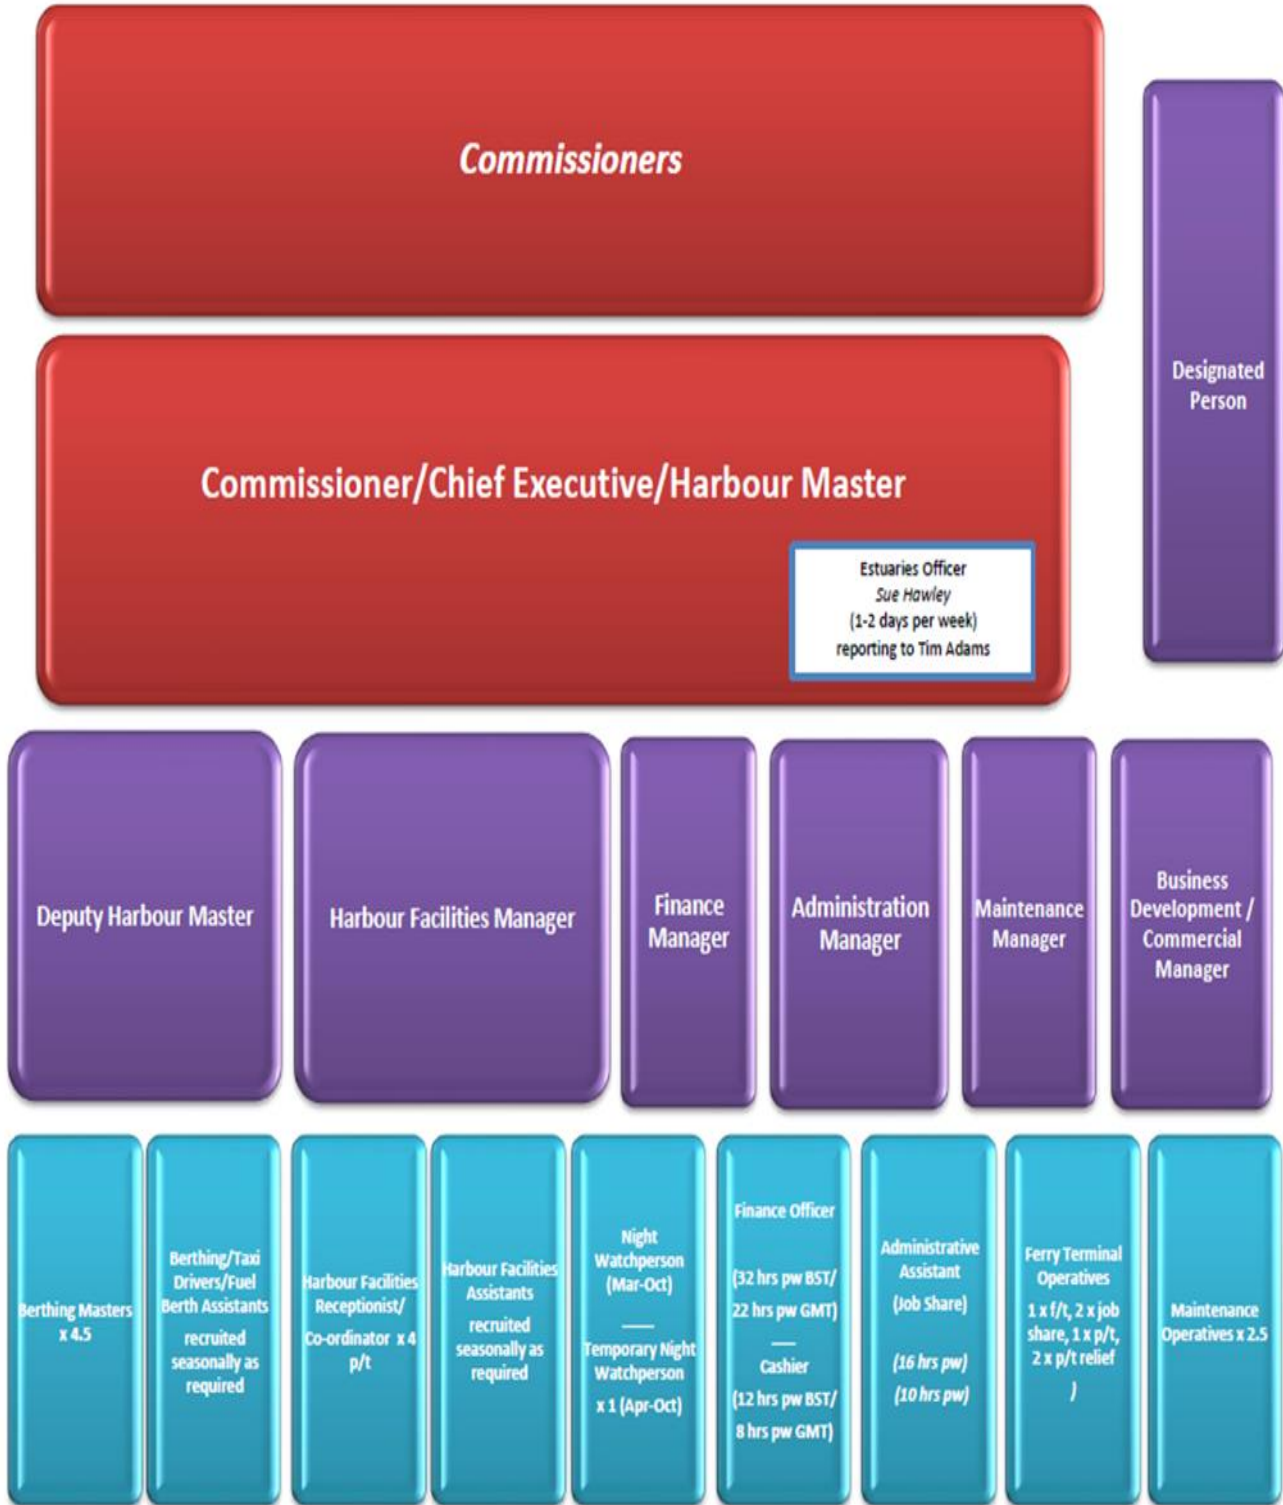 Commissioners
Designated
Person
Commissioner/Chief Executive/Harbour Master
Estuaries Officer
Sue Hawley
(1-2 days per week)
reporting to Tim Adams
Deputy Harbour Master
Harbour Facilities Manager
Finance
Manager
Administration
Manager
Maintenance
Manager
Business
Development /
Commercial
Manager
Berthing Masters
x 4.5
Berthing/Taxi
Drivers/Fuel
Berth Assistants
recruited
seasonally as
required
Harbour Facilities
Receptionist/
Co-ordinator x 4
p/t
Harbour Facilities
Assistants
recruited
seasonally as
required
Night
Watchperson
(Mar-Oct)
Temporary Night
Watchperson
x 1 (Apr-Oct)
Finance Officer
(32 hrs pw BST/
22 hrs pw GMT)
Cashier
(12 hrs pw BST/
8 hrs pw GMT)
Administrative
Assistant
(Job Share)
(16 hrs pw)
(10 hrs pw)
Ferry Terminal
Operatives
1 x f/t, 2 x job
share, 1 x p/t,
2 x p/t relief
)
Maintenance
Operatives x 2.5